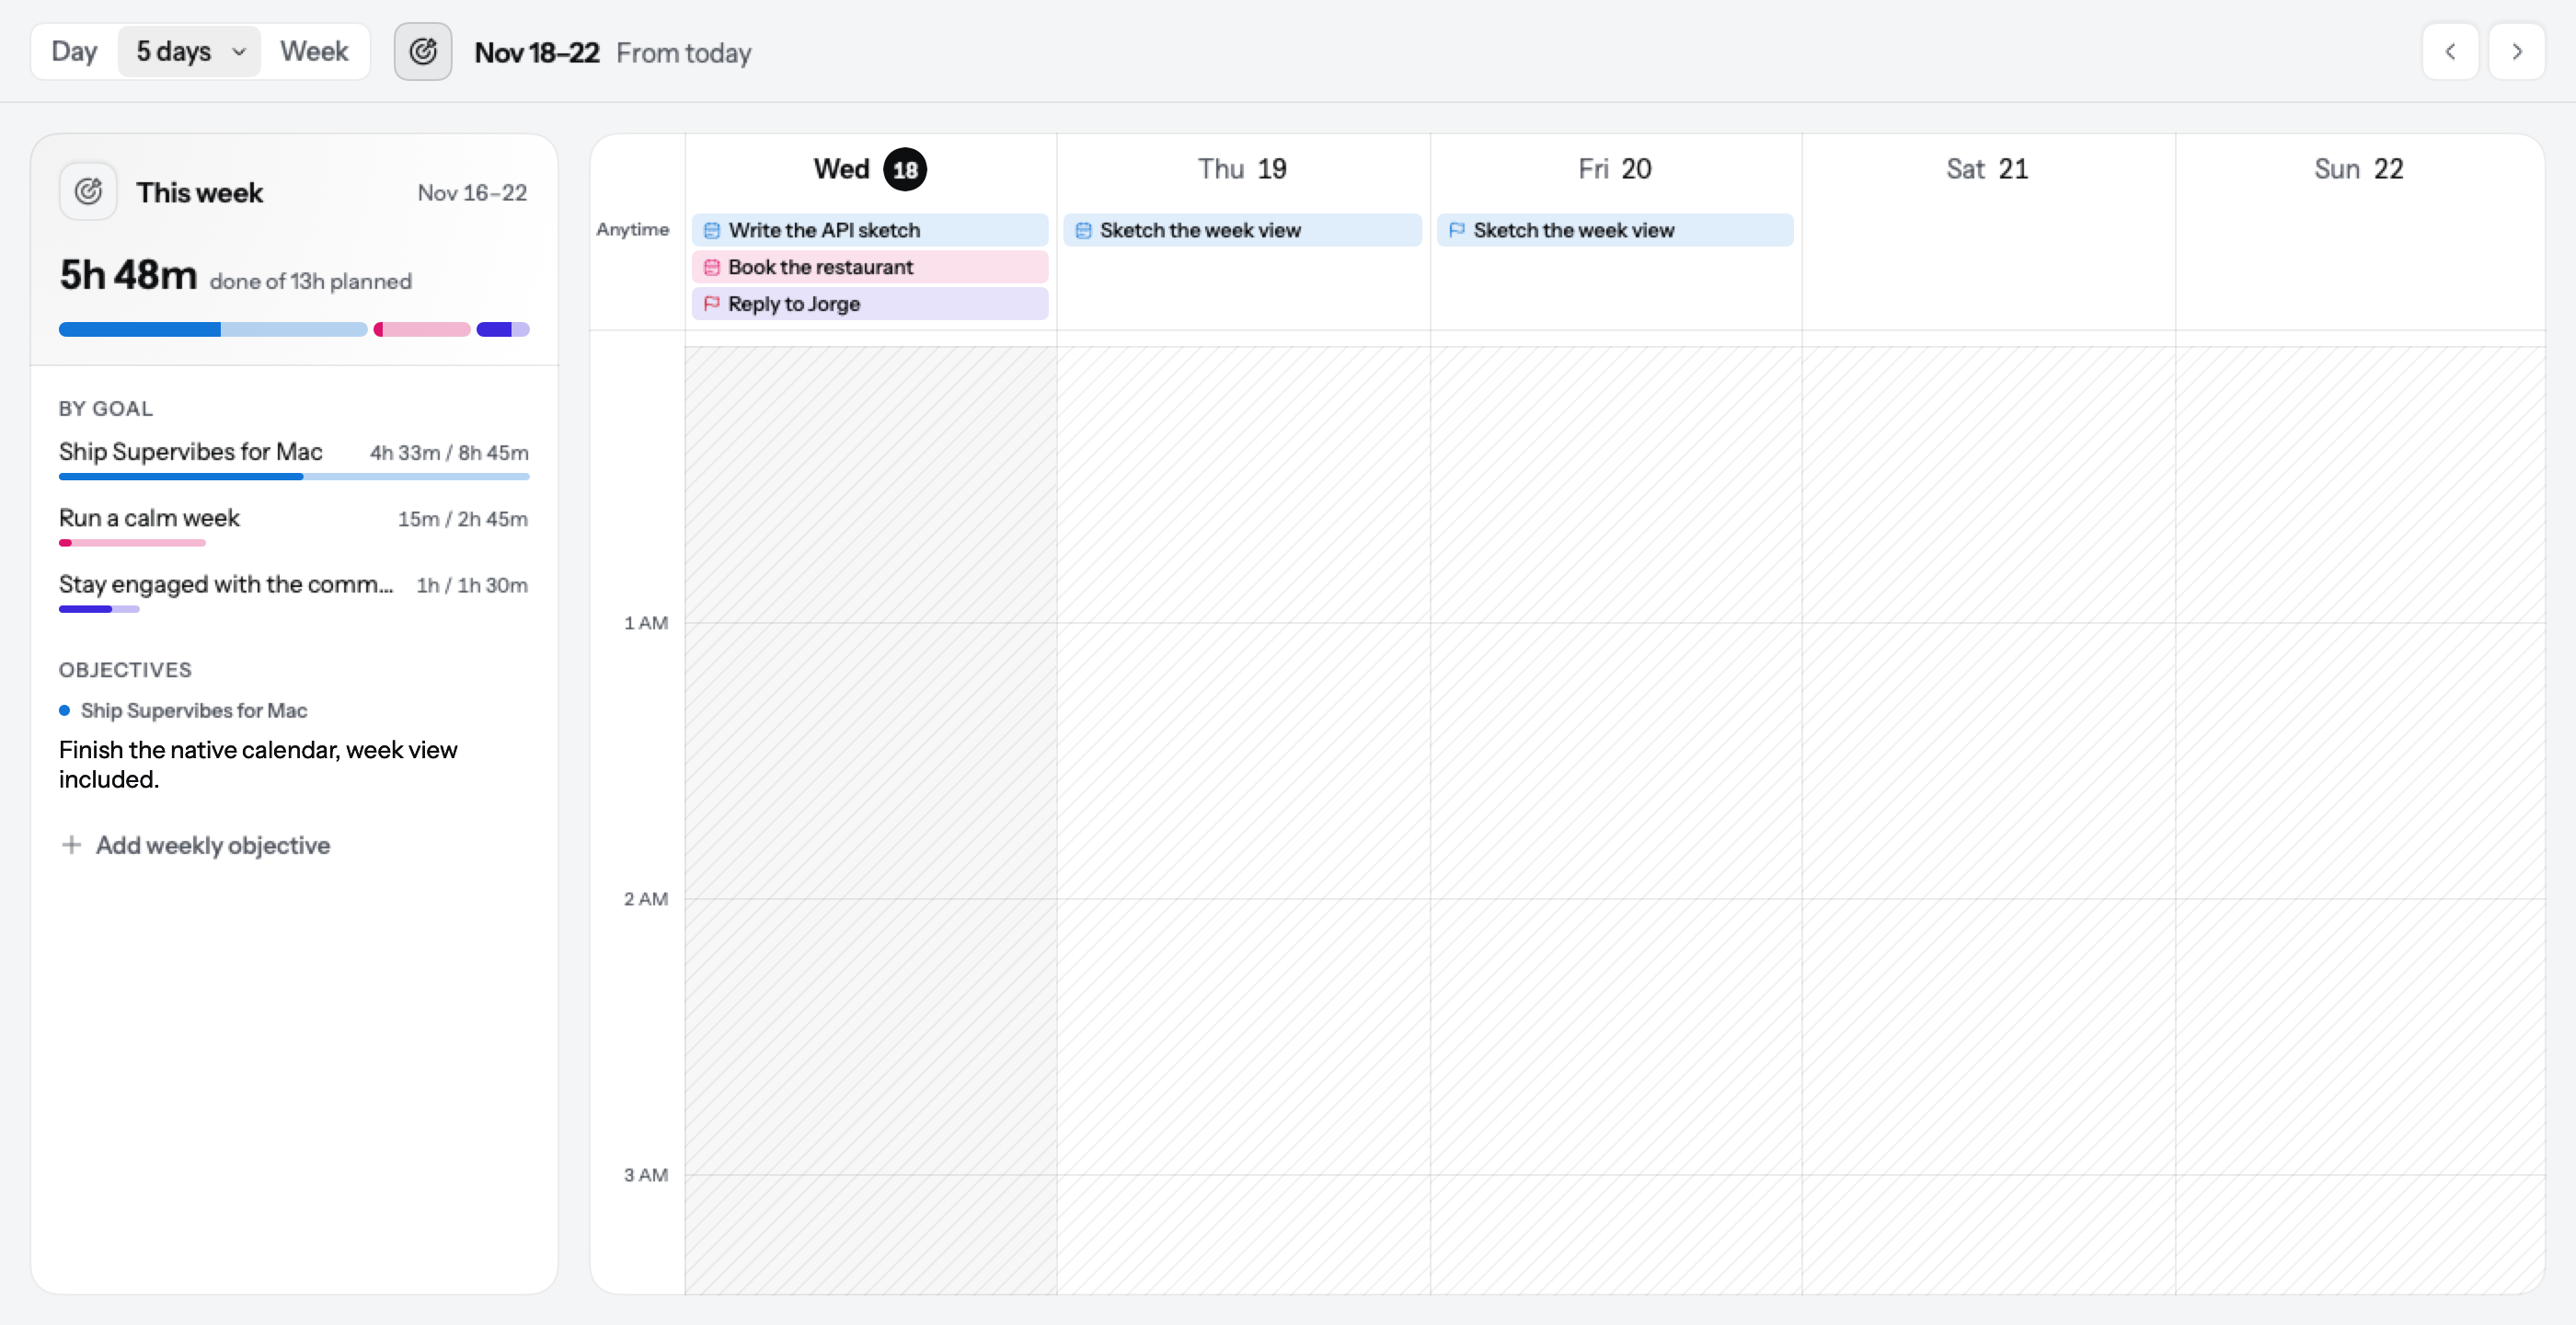 Day 5 days Week Nov 18–22 From today
This week Nov 16–22
5h 48m done of 13h planned
BY GOAL
Ship Supervibes for Mac 4h 33m / 8h 45m
Run a calm week 15m / 2h 45m
Stay engaged with the comm... 1h / 1h 30m
OBJECTIVES
Ship Supervibes for Mac
Finish the native calendar, week view
included.
Add weekly objective
Wed 18 Thu 19 Fri 20 Sat 21 Sun 22
Anytime Write the API sketch Sketch the week view Sketch the week view
Book the restaurant
Reply to Jorge
1 AM
2 AM
3 AM